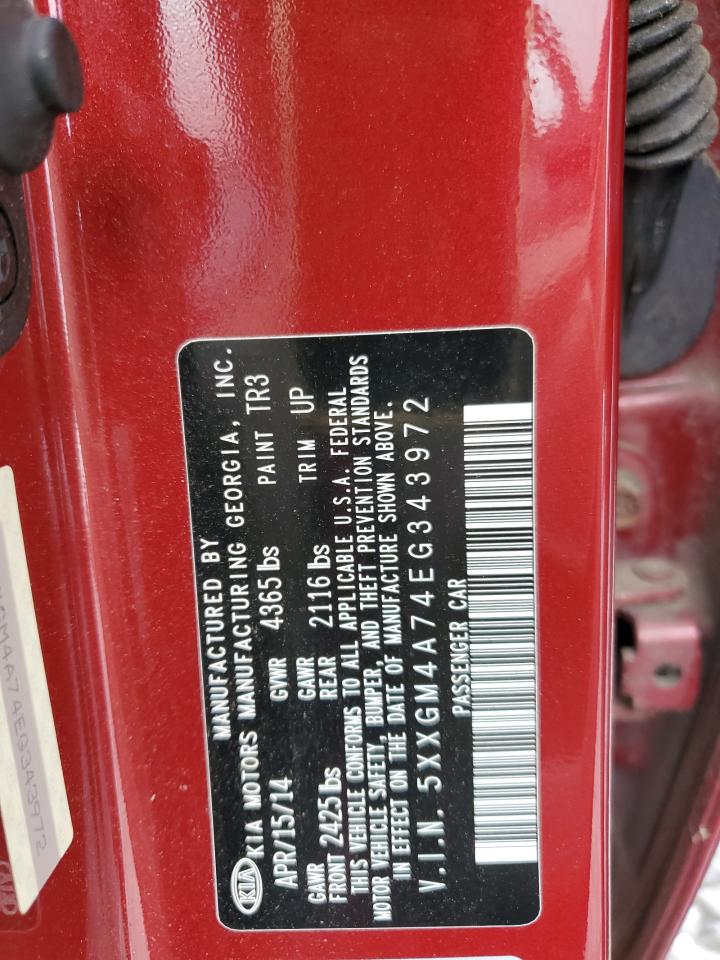 MANUFACTURED BY
KIA KIA MOTORS MANUFACTURING GEORGIA, INC.
APR/15/14 GVWR 4365 lbs PAINT TR3
GAWR GAWR TRIM UP
FRONT 2425 lbs REAR 2116 lbs
THIS VEHICLE CONFORMS TO ALL APPLICABLE U.S.A. FEDERAL
MOTOR VEHICLE SAFETY, BUMPER, AND THEFT PREVENTION STANDARDS
IN EFFECT ON THE DATE OF MANUFACTURE SHOWN ABOVE.
V.I.N. 5XXGM4A74EG343972
PASSENGER CAR
GM4A74EG343972